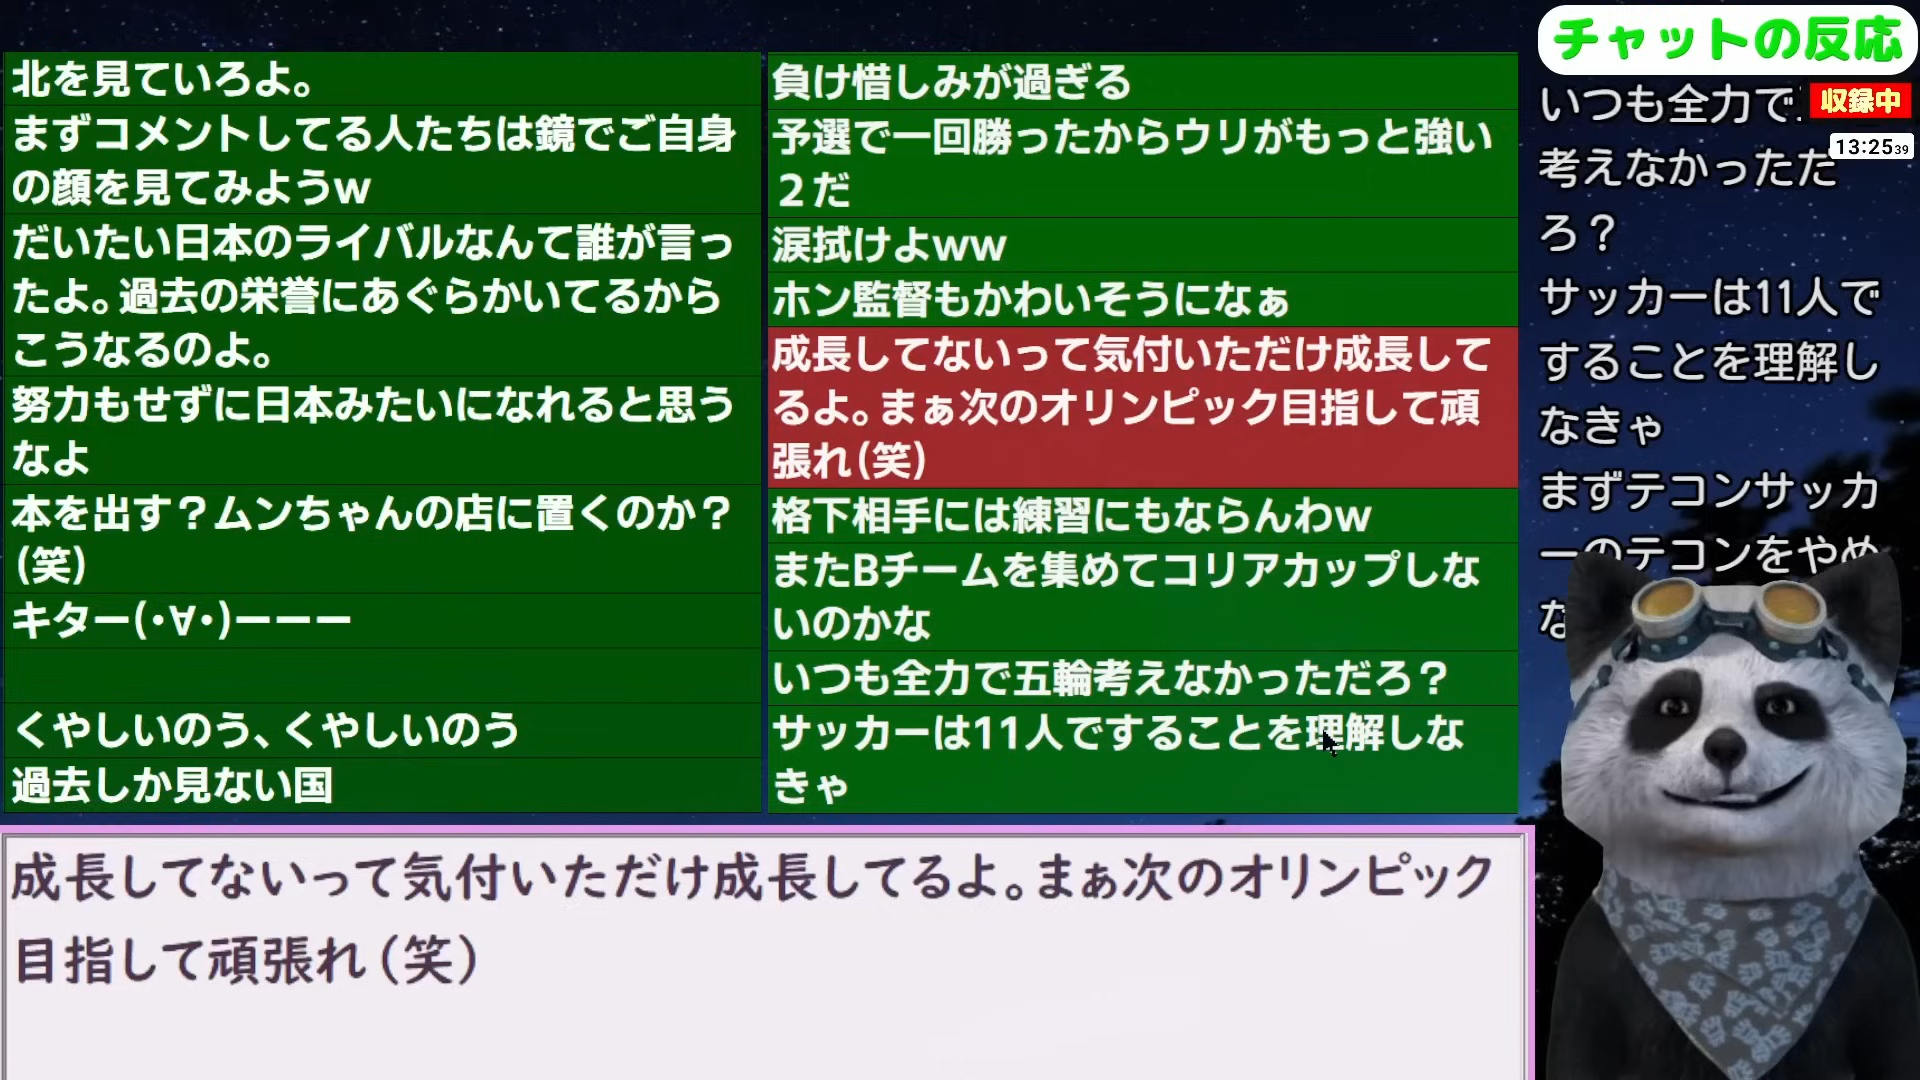 北を見ていろよ。
まずコメントしてる人たちは鏡でご自身
の顔を見てみようw
だいたい日本のライバルなんて誰が言っ
たよ。過去の栄誉にあぐらかいてるから
こうなるのよ。
努力もせずに日本みたいになれると思う
なよ
本を出す？ムンちゃんの店に置くのか？
(笑)
キター(･∀･)ーーー
くやしいのう、くやしいのう
過去しか見ない国
負け惜しみが過ぎる
予選で一回勝ったからウリがもっと強い
２だ
涙拭けよww
ホン監督もかわいそうになぁ
成長してないって気付いただけ成長して
るよ。まぁ次のオリンピック目指して頑
張れ(笑)
格下相手には練習にもならんわw
またBチームを集めてコリアカップしな
いのかな
いつも全力で五輪考えなかっただろ？
サッカーは11人ですることを理解しな
きゃ
チャットの反応
いつも全力で
収録中
13:2539
考えなかっただ
ろ？
サッカーは11人で
することを理解し
なきゃ
まずテコンサッカ
ーのテコンをやめ
な
成長してないって気付いただけ成長してるよ。まぁ次のオリンピック
目指して頑張れ(笑)